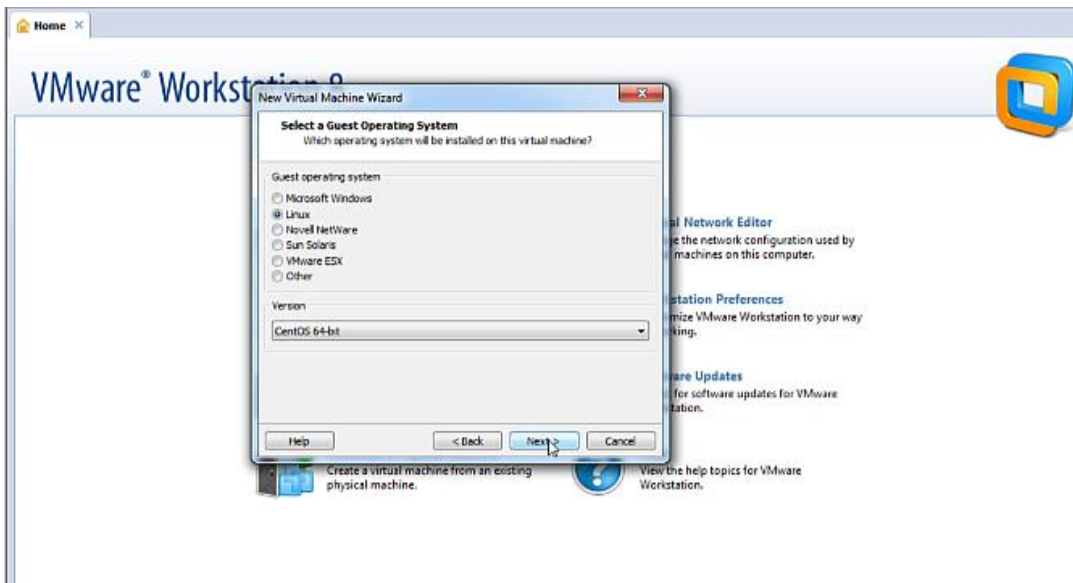 Home
VMware® Workstation 8
New Virtual Machine Wizard
Select a Guest Operating System
Which operating system will be installed on this virtual machine?
Guest operating system
Microsoft Windows
Linux
Novell NetWare
Sun Solaris
VMware ESX
Other
Version
CentOS 64-bit
Help
< Back
Next >
Cancel
al Network Editor
e the network configuration used by
machines on this computer.
station Preferences
mize VMware Workstation to your way
king.
are Updates
for software updates for VMware
tation.
Create a virtual machine from an existing
physical machine.
View the help topics for VMware
Workstation.